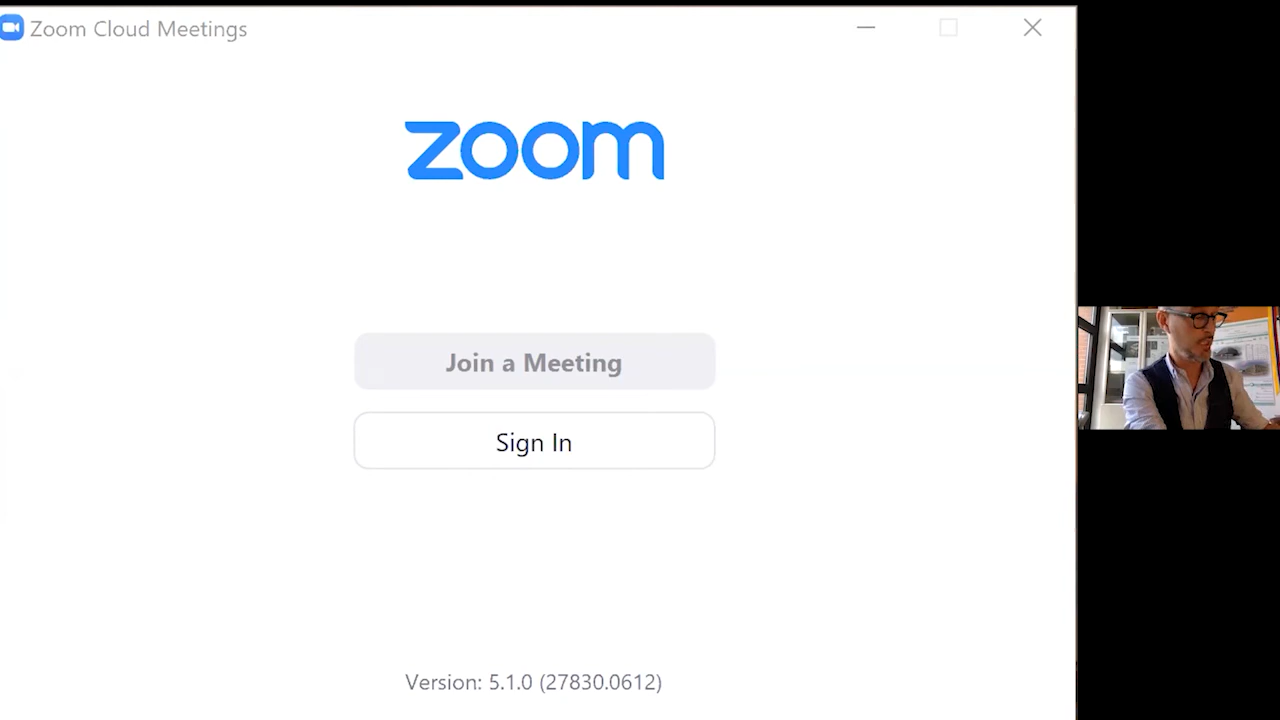 Zoom Cloud Meetings
zoom
Join a Meeting
Sign In
Version: 5.1.0 (27830.0612)